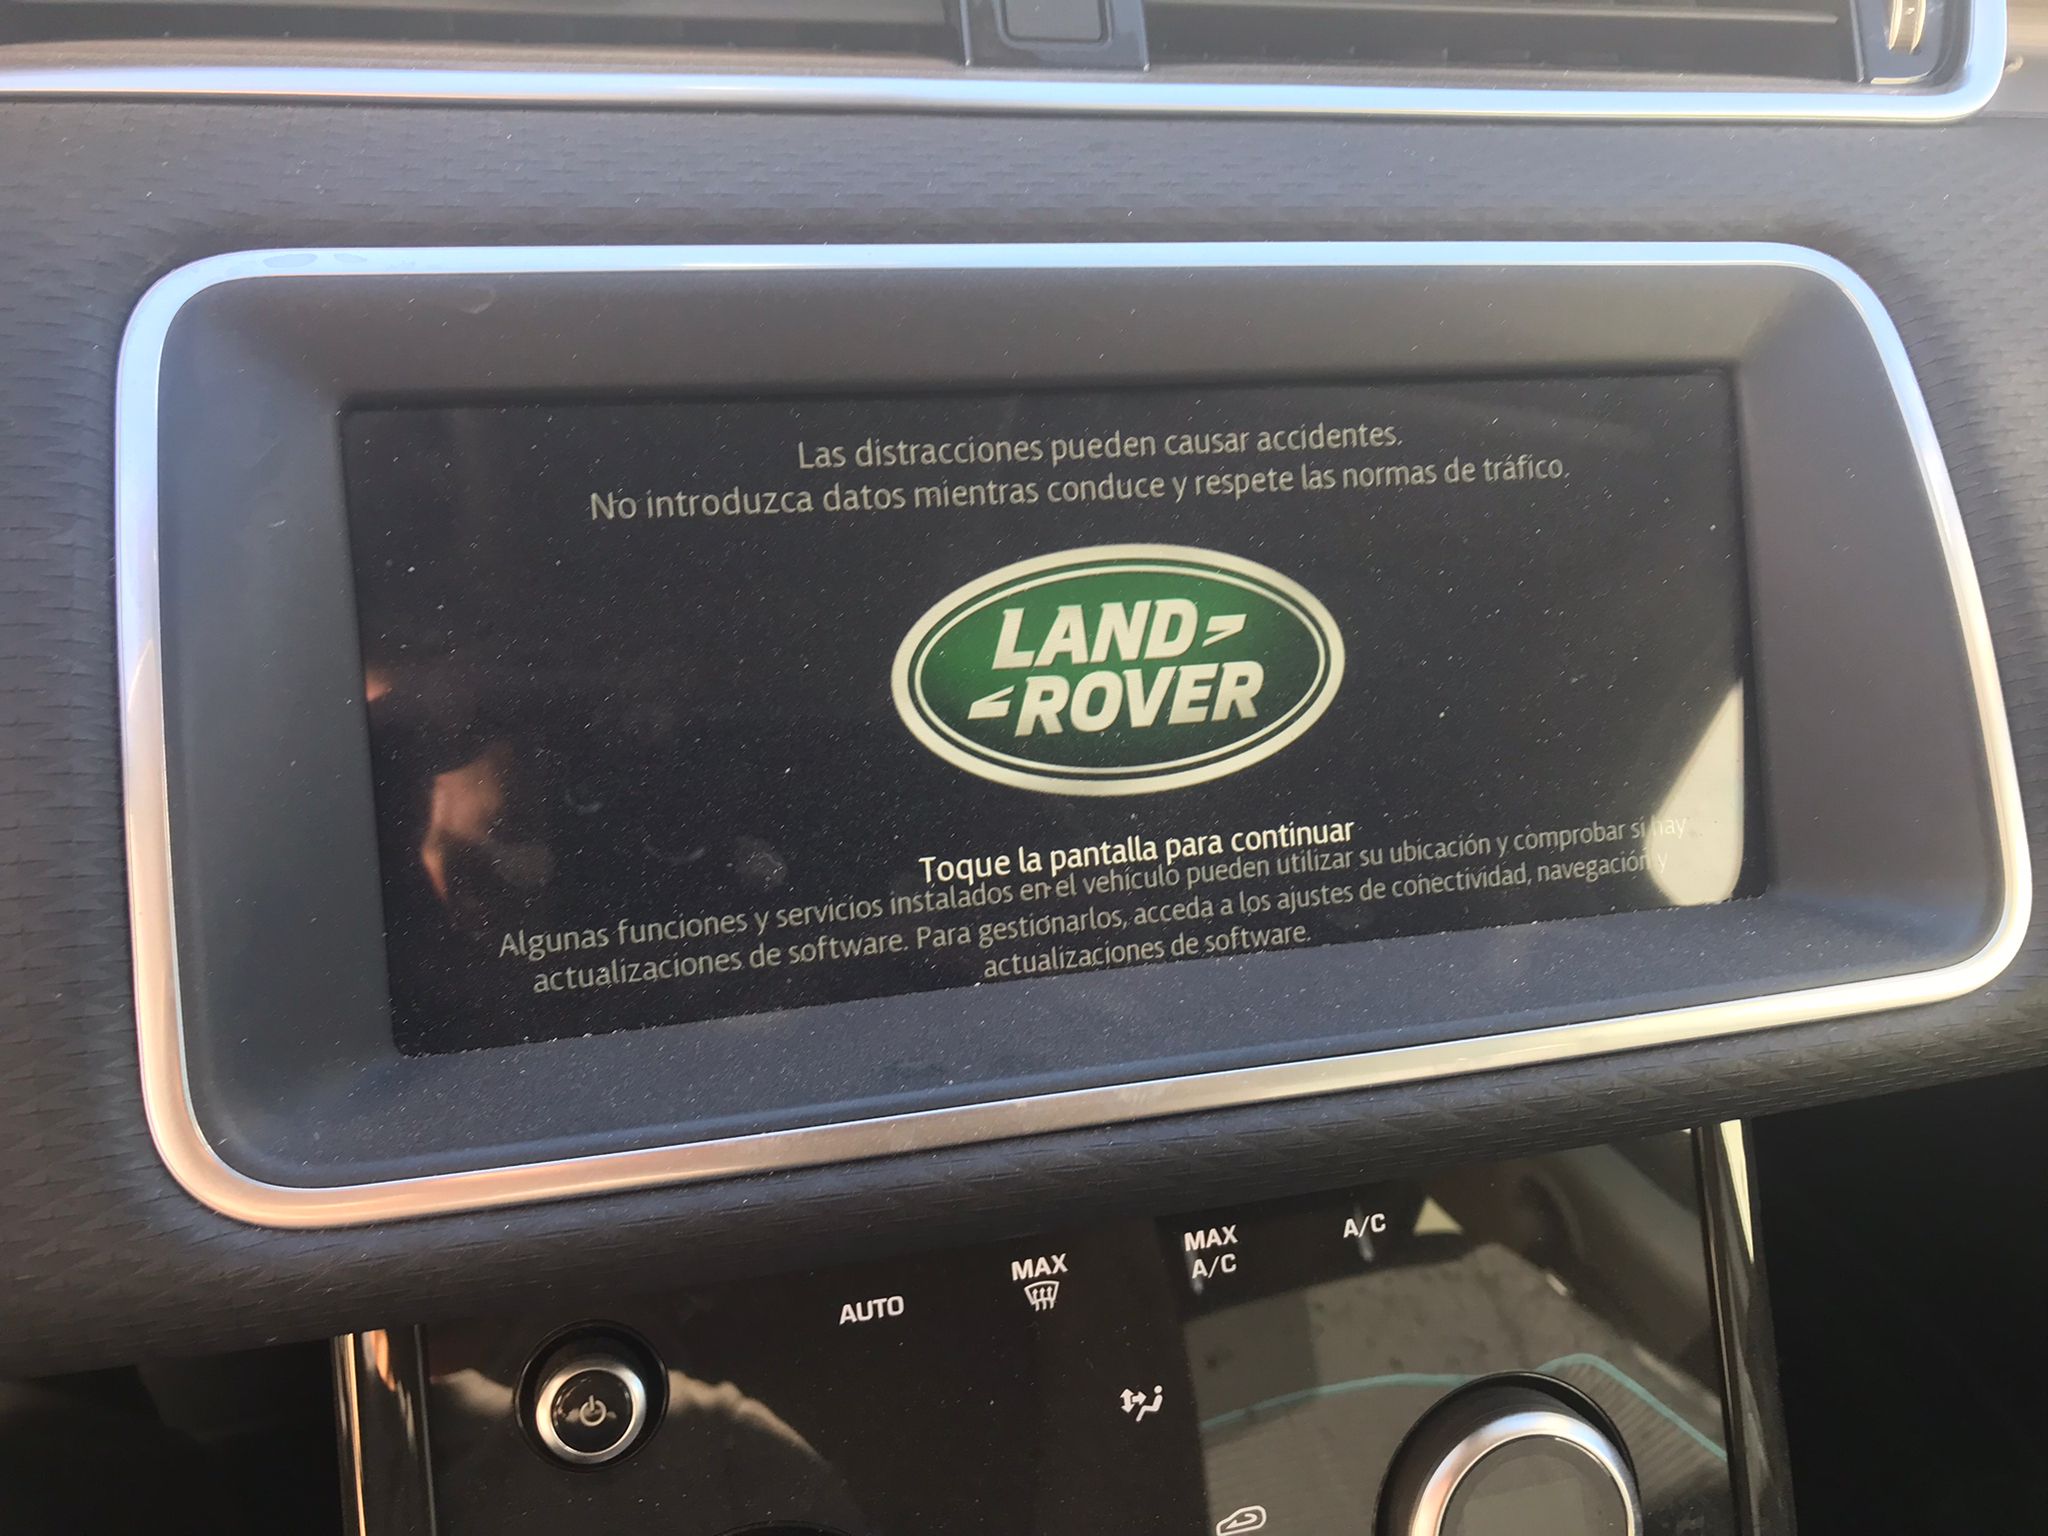 Las distracciones pueden causar accidentes.
No introduzca datos mientras conduce y respete las normas de tráfico.
LAND
ROVER
Toque la pantalla para continuar
Algunas funciones y servicios instalados en el vehículo pueden utilizar su ubicación y comprobar si hay
actualizaciones de software. Para gestionarlos, acceda a los ajustes de conectividad, navegación y
actualizaciones de software.
AUTO
MAX
MAX
A/C
A/C